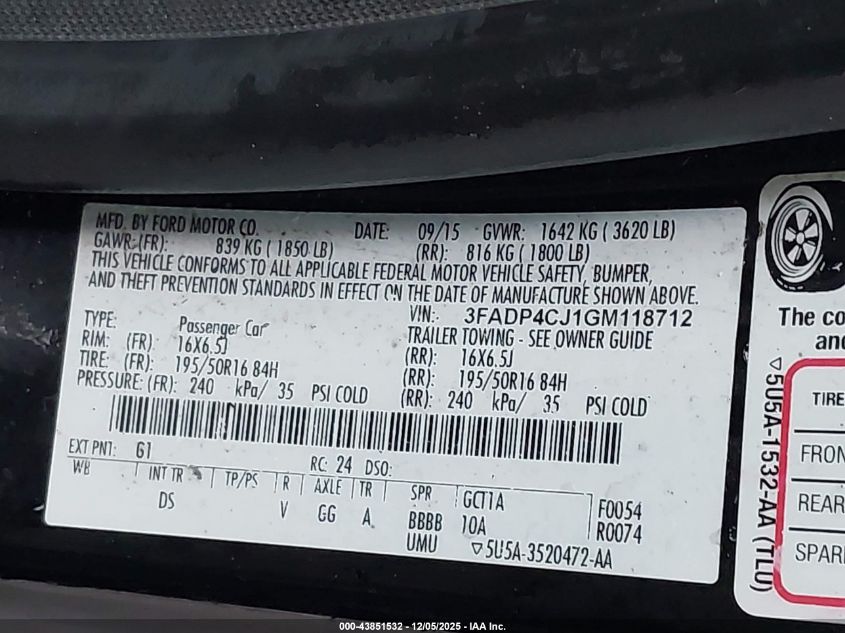 MFD. BY FORD MOTOR CO. DATE: 09/15 GVWR: 1642 KG ( 3620 LB)
GAWR: (FR): 839 KG ( 1850 LB) (RR): 816 KG ( 1800 LB)
THIS VEHICLE CONFORMS TO ALL APPLICABLE FEDERAL MOTOR VEHICLE SAFETY, BUMPER,
AND THEFT PREVENTION STANDARDS IN EFFECT ON THE DATE OF MANUFACTURE SHOWN ABOVE.
VIN: 3FADP4CJ1GM118712
TYPE: Passenger Car TRAILER TOWING - SEE OWNER GUIDE
RIM: (FR): 16X6.5J (RR): 16X6.5J
TIRE: (FR): 195/50R16 84H (RR): 195/50R16 84H
PRESSURE: (FR): 240 kPa/ 35 PSI COLD (RR): 240 kPa/ 35 PSI COLD
EXT PNT: G1 RC: 24 DSO:
WB INT TR TP/PS R AXLE TR SPR GCT1A F0054
DS V GG A BBBB 10A R0074
UMU ▽5U5A-3520472-AA
The co
and
▽5U5A-1532-AA (TLU)
TIRE
FRON
REAR
SPAR
000-43851532 - 12/05/2025 - IAA Inc.